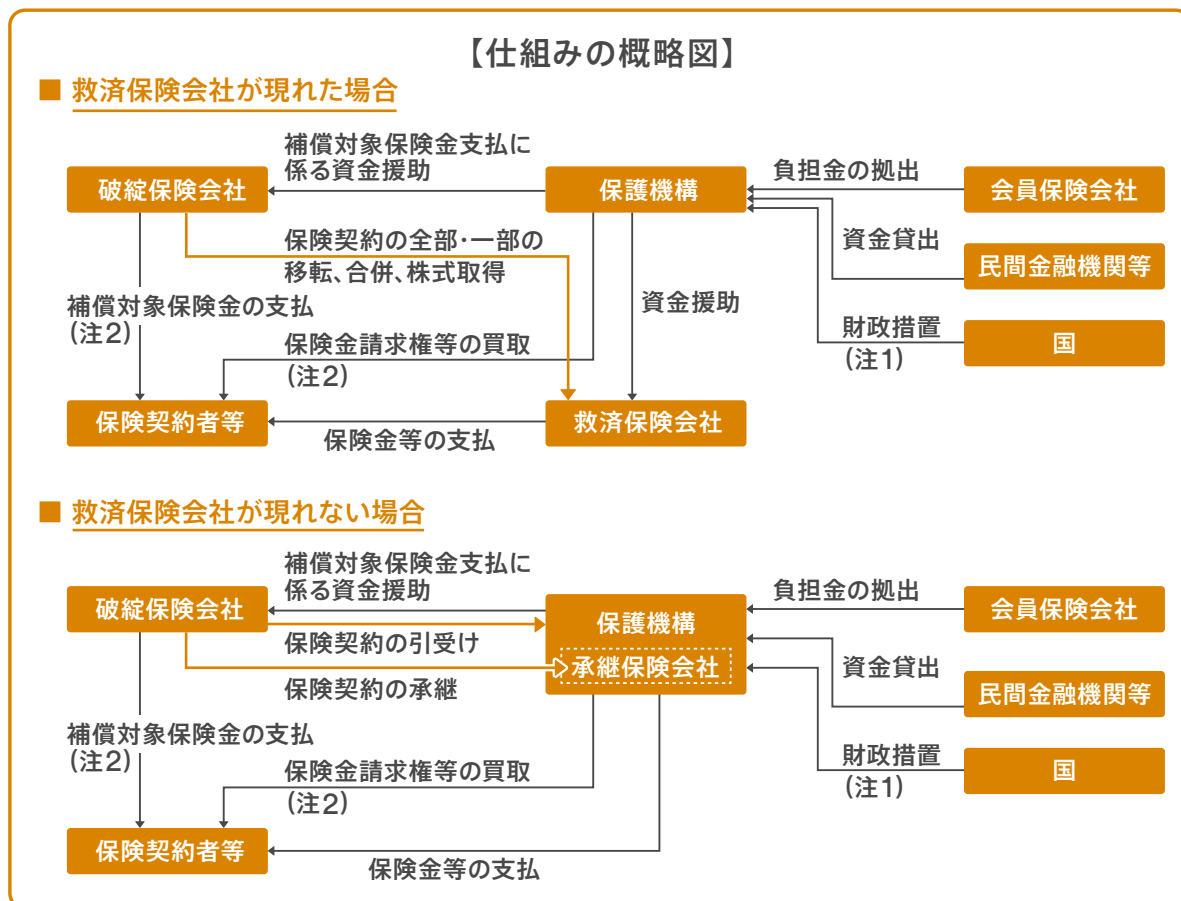 【仕組みの概略図】
■ 救済保険会社が現れた場合
補償対象保険金支払に
係る資金援助
破綻保険会社
保護機構
負担金の拠出
会員保険会社
保険契約の全部・一部の
移転、合併、株式取得
資金貸出
民間金融機関等
補償対象保険金の支払
(注2)
資金援助
財政措置
(注1)
国
保険金請求権等の買取
(注2)
保険契約者等
保険金等の支払
救済保険会社
■ 救済保険会社が現れない場合
補償対象保険金支払に
係る資金援助
破綻保険会社
保護機構
負担金の拠出
会員保険会社
保険契約の引受け
承継保険会社
資金貸出
保険契約の承継
民間金融機関等
補償対象保険金の支払
(注2)
財政措置
(注1)
国
保険金請求権等の買取
(注2)
保険契約者等
保険金等の支払